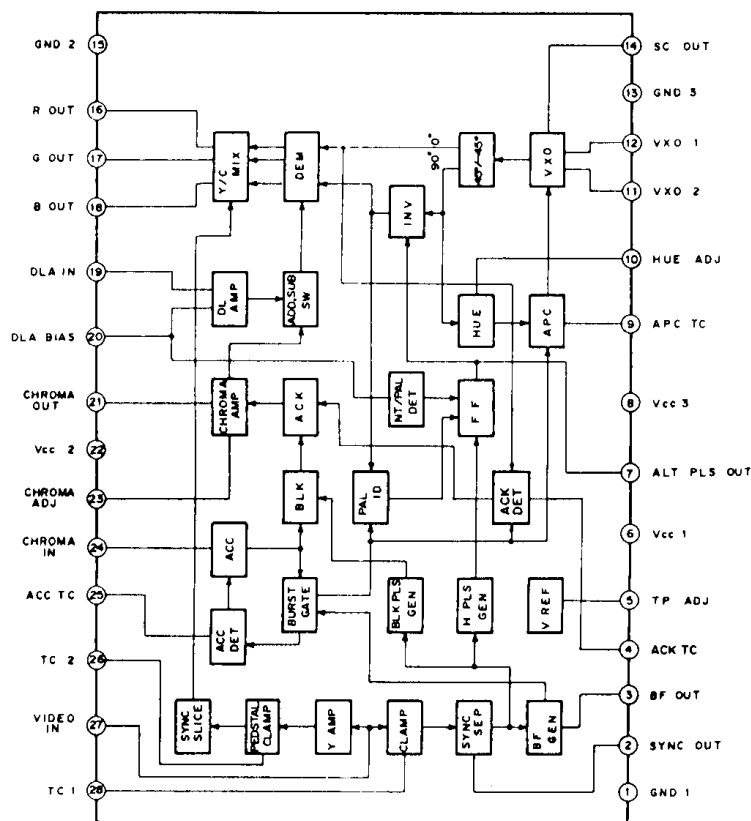 GND 2
15
14
SC OUT
13
GND 3
R OUT
16
Y/C MIX
DEM
90° 0°
45°/-45°
VXO
12
VXO 1
G OUT
17
11
VXO 2
B OUT
18
INV
10
HUE ADJ
DLA IN
19
DL AMP
ADD, SUB SW
HUE
APC
9
APC TC
DLA BIAS
20
CHROMA OUT
21
CHROMA AMP
ACK
NT/PAL DET
F F
8
Vcc 3
Vcc 2
22
7
ALT PLS OUT
CHROMA ADJ
23
BLK
PAL ID
ACK DET
6
Vcc 1
CHROMA IN
24
ACC
ACC TC
25
ACC DET
BURST GATE
BLK PLS GEN
H PLS GEN
V REF
5
TP ADJ
4
ACK TC
TC 2
26
3
BF OUT
VIDEO IN
27
SYNC SLICE
PEDSTAL CLAMP
Y AMP
CLAMP
SYNC SEP
BF GEN
2
SYNC OUT
TC 1
28
1
GND 1